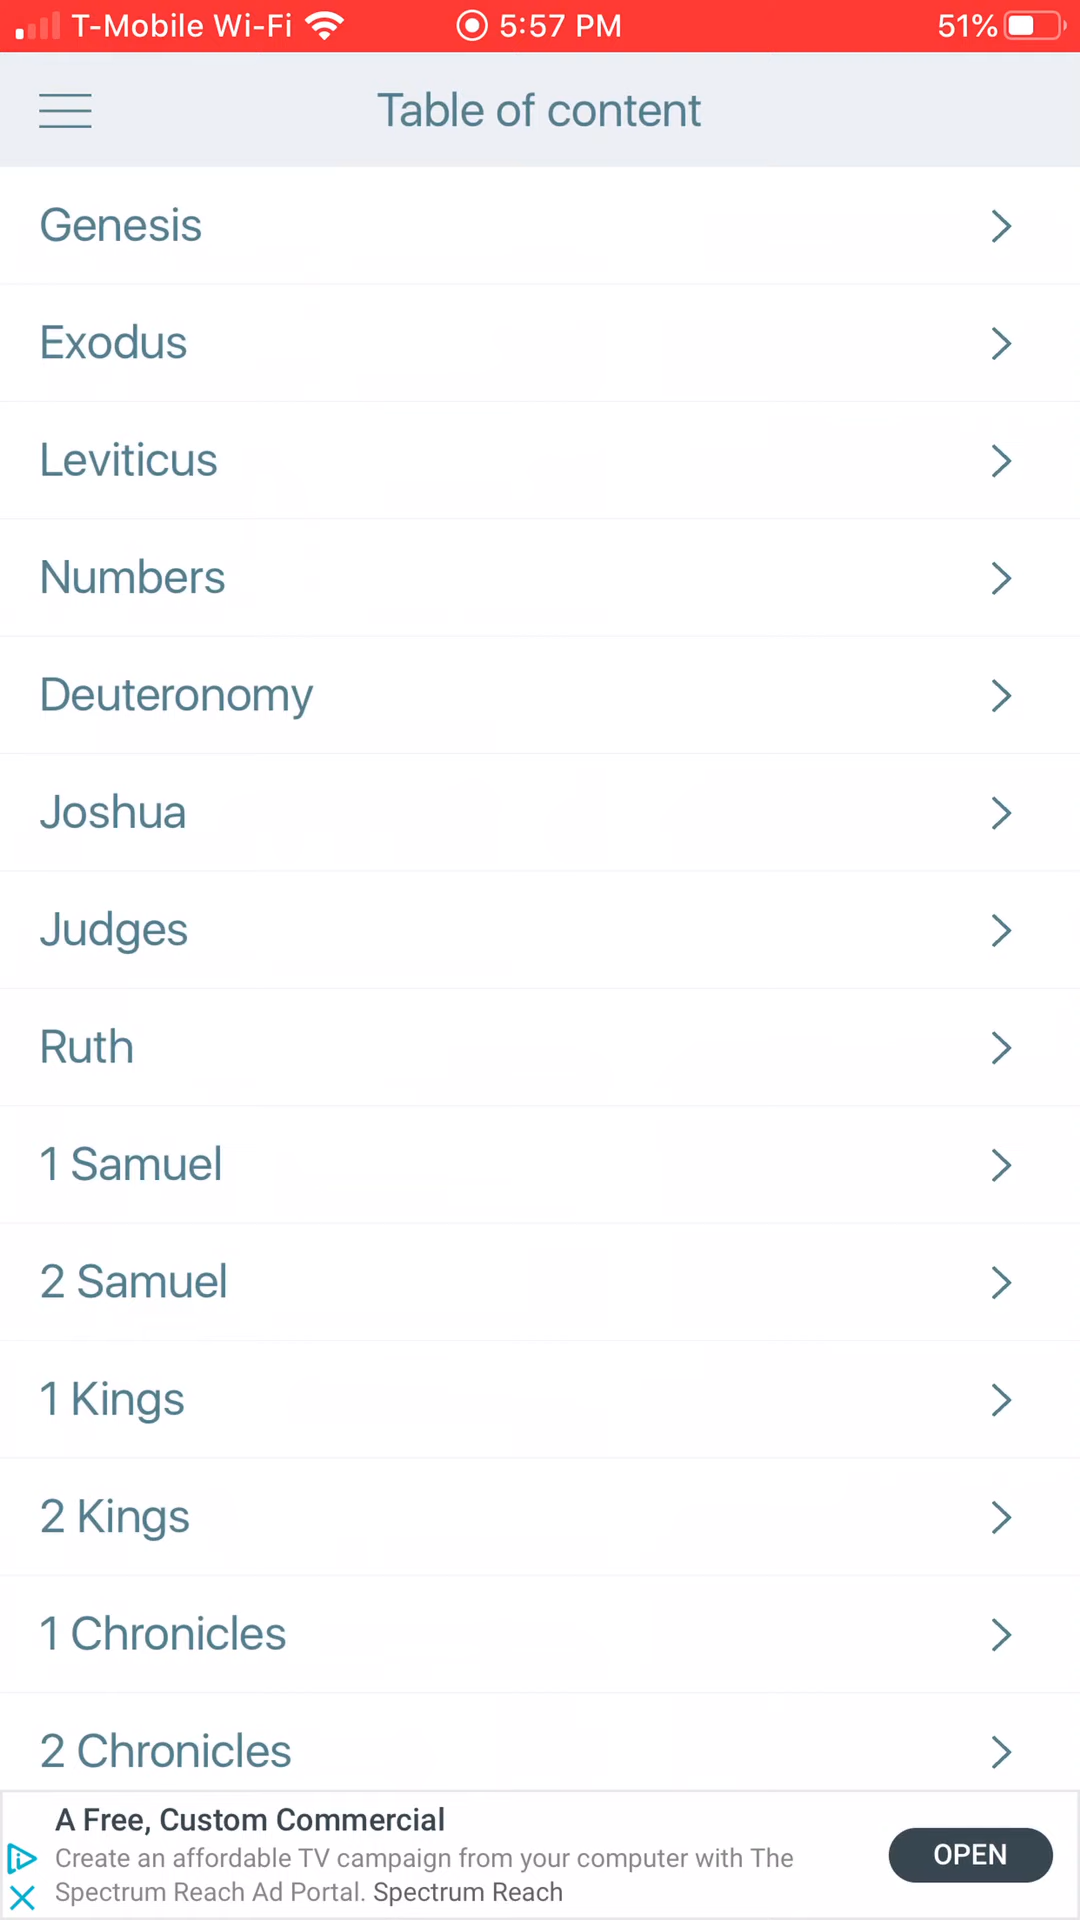 T-Mobile Wi-Fi 5:57 PM 51%
Table of content
Genesis
Exodus
Leviticus
Numbers
Deuteronomy
Joshua
Judges
Ruth
1 Samuel
2 Samuel
1 Kings
2 Kings
1 Chronicles
2 Chronicles
A Free, Custom Commercial
Create an affordable TV campaign from your computer with The
Spectrum Reach Ad Portal. Spectrum Reach
OPEN